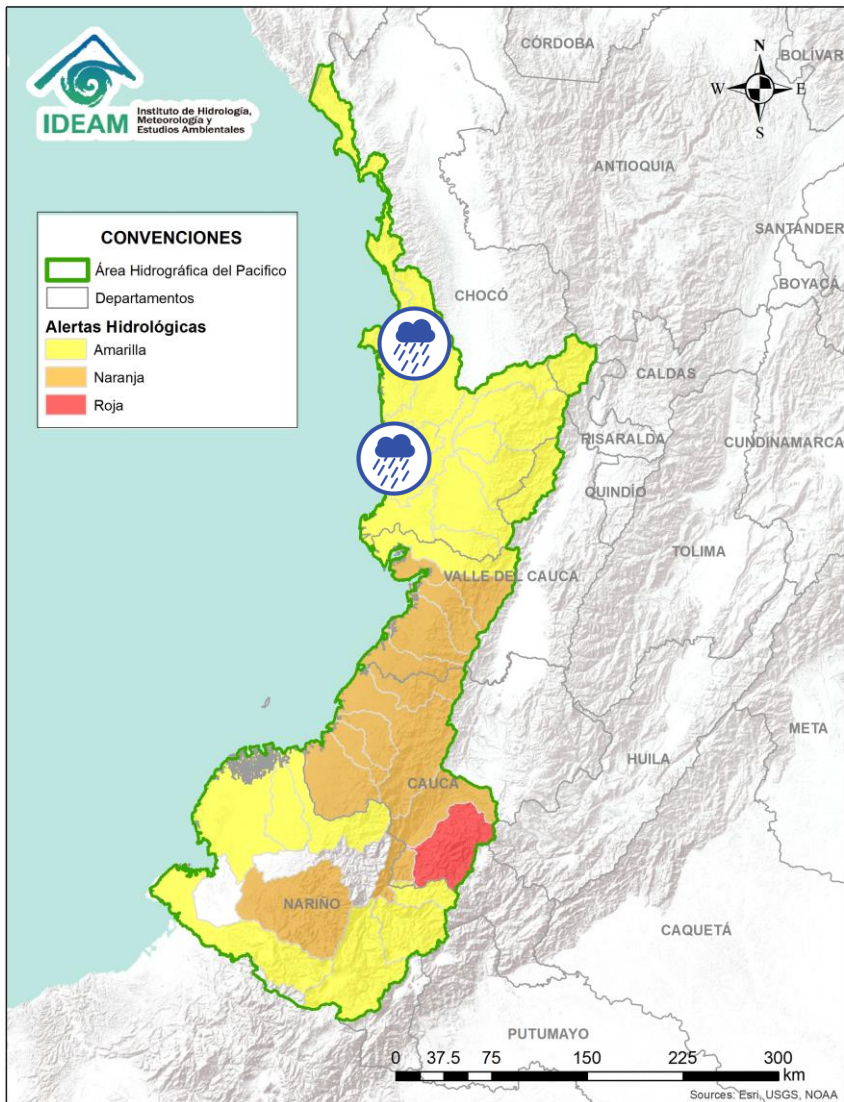 IDEAM
Instituto de Hidrología,
Meteorología y
Estudios Ambientales
N
W
E
S
CÓRDOBA
BOLÍVAR
ANTIOQUIA
SANTANDER
BOYACÁ
CONVENCIONES
Área Hidrográfica del Pacifico
Departamentos
Alertas Hidrológicas
Amarilla
Naranja
Roja
CHOCÓ
CALDAS
RISARALDA
CUNDINAMARCA
QUINDÍO
TOLIMA
VALLE DEL CAUCA
META
HUILA
CAUCA
NARIÑO
CAQUETÁ
PUTUMAYO
0 37.5 75 150 225 300
km
Sources: Esri, USGS, NOAA